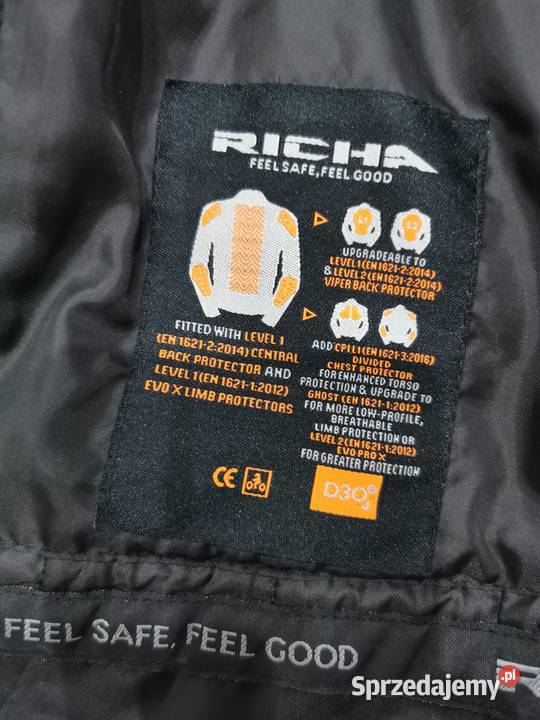 RICHA
FEEL SAFE, FEEL GOOD
L1 L2
UPGRADEABLE TO
LEVEL 1 (EN 1621-2:2014)
& LEVEL 2 (EN 1621-2:2014)
VIPER BACK PROTECTOR
FITTED WITH LEVEL 1
(EN 1621-2:2014) CENTRAL
BACK PROTECTOR AND
LEVEL 1 (EN 1621-1:2012)
EVO X LIMB PROTECTORS
ADD CP1 L1 (EN 1621-3:2016)
DIVIDED
CHEST PROTECTOR
FOR ENHANCED TORSO
PROTECTION & UPGRADE TO
GHOST (EN 1621-1:2012)
FOR MORE LOW-PROFILE,
BREATHABLE
LIMB PROTECTION OR
LEVEL 2 (EN 1621-1:2012)
EVO PRO X
FOR GREATER PROTECTION
CE
D3O®
FEEL SAFE, FEEL GOOD
Sprzedajemy.pl